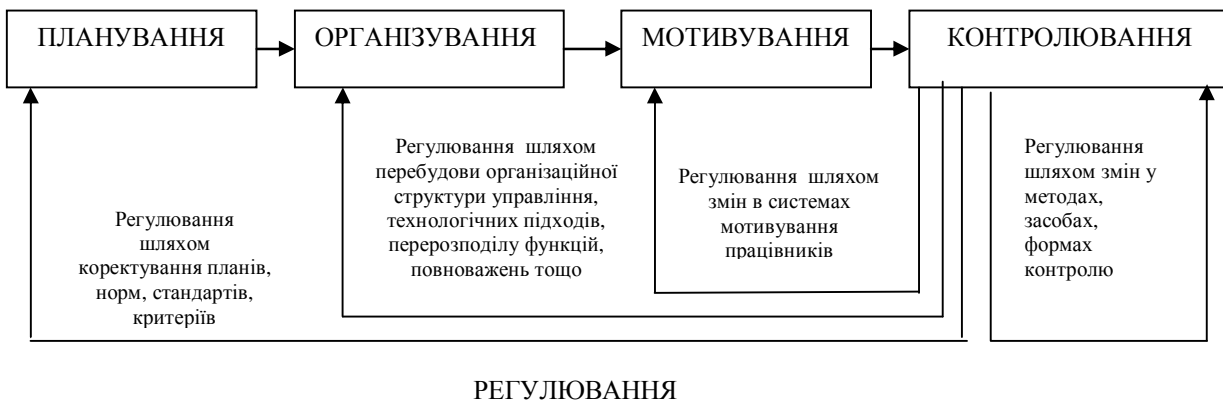 ПЛАНУВАННЯ
ОРГАНІЗУВАННЯ
МОТИВУВАННЯ
КОНТРОЛЮВАННЯ
Регулювання
шляхом
коректування планів,
норм, стандартів,
критеріїв
Регулювання шляхом
перебудови організаційної
структури управління,
технологічних підходів,
перерозподілу функцій,
повноважень тощо
Регулювання шляхом
змін в системах
мотивування
працівників
Регулювання
шляхом змін у
методах,
засобах,
формах
контролю
РЕГУЛЮВАННЯ